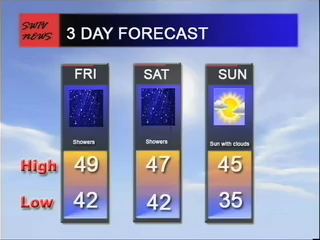 SWTV
NEWS
3 DAY FORECAST
FRI SAT SUN
Showers Showers Sun with clouds
High 49 47 45
Low 42 42 35